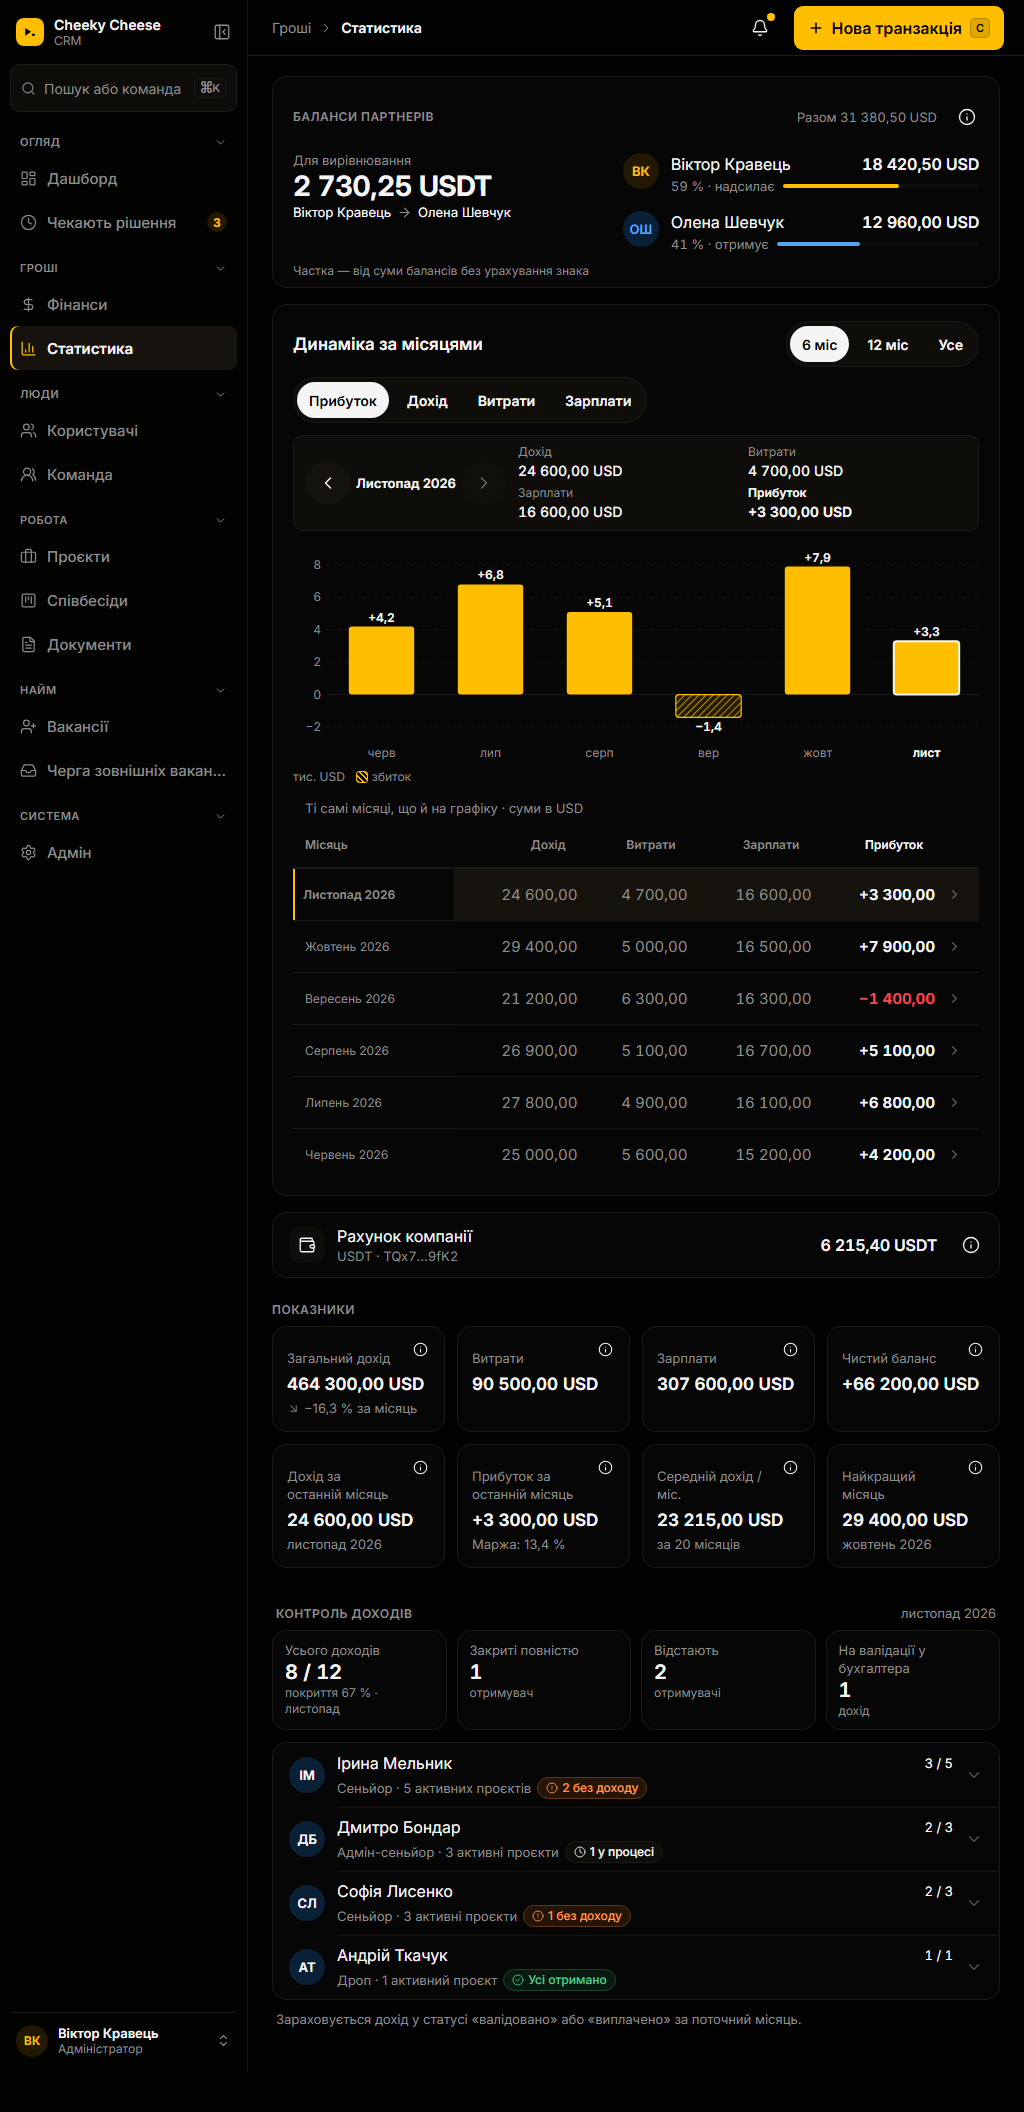 Cheeky Cheese
CRM
Пошук або команда ⌘K
ОГЛЯД
Дашборд
Чекають рішення 3
ГРОШІ
Фінанси
Статистика
ЛЮДИ
Користувачі
Команда
РОБОТА
Проєкти
Співбесіди
Документи
НАЙМ
Вакансії
Черга зовнішніх вакан...
СИСТЕМА
Адмін
ВК Віктор Кравець
Адміністратор
Гроші > Статистика
+ Нова транзакція C
БАЛАНСИ ПАРТНЕРІВ Разом 31 380,50 USD
Для вирівнювання
2 730,25 USDT
Віктор Кравець → Олена Шевчук
ВК Віктор Кравець 18 420,50 USD
59 % · надсилає
ОШ Олена Шевчук 12 960,00 USD
41 % · отримує
Частка — від суми балансів без урахування знака
Динаміка за місяцями 6 міс 12 міс Усе
Прибуток Дохід Витрати Зарплати
Листопад 2026
Дохід
24 600,00 USD
Витрати
4 700,00 USD
Зарплати
16 600,00 USD
Прибуток
+3 300,00 USD
8
6
4
2
0
−2
+4,2 +6,8 +5,1 −1,4 +7,9 +3,3
черв лип серп вер жовт лист
тис. USD збиток
Ті самі місяці, що й на графіку · суми в USD
Місяць Дохід Витрати Зарплати Прибуток
Листопад 2026 24 600,00 4 700,00 16 600,00 +3 300,00
Жовтень 2026 29 400,00 5 000,00 16 500,00 +7 900,00
Вересень 2026 21 200,00 6 300,00 16 300,00 −1 400,00
Серпень 2026 26 900,00 5 100,00 16 700,00 +5 100,00
Липень 2026 27 800,00 4 900,00 16 100,00 +6 800,00
Червень 2026 25 000,00 5 600,00 15 200,00 +4 200,00
Рахунок компанії
USDT · TQx7...9fK2
6 215,40 USDT
ПОКАЗНИКИ
Загальний дохід
464 300,00 USD
−16,3 % за місяць
Витрати
90 500,00 USD
Зарплати
307 600,00 USD
Чистий баланс
+66 200,00 USD
Дохід за
останній місяць
24 600,00 USD
листопад 2026
Прибуток за
останній місяць
+3 300,00 USD
Маржа: 13,4 %
Середній дохід /
міс.
23 215,00 USD
за 20 місяців
Найкращий
місяць
29 400,00 USD
жовтень 2026
КОНТРОЛЬ ДОХОДІВ листопад 2026
Усього доходів
8 / 12
покриття 67 % ·
листопад
Закриті повністю
1
отримувач
Відстають
2
отримувачі
На валідації у
бухгалтера
1
дохід
ІМ Ірина Мельник 3 / 5
Сеньйор · 5 активних проєктів 2 без доходу
ДБ Дмитро Бондар 2 / 3
Адмін-сеньйор · 3 активні проєкти 1 у процесі
СЛ Софія Лисенко 2 / 3
Сеньйор · 3 активні проєкти 1 без доходу
АТ Андрій Ткачук 1 / 1
Дроп · 1 активний проєкт Усі отримано
Зараховується дохід у статусі «валідовано» або «виплачено» за поточний місяць.